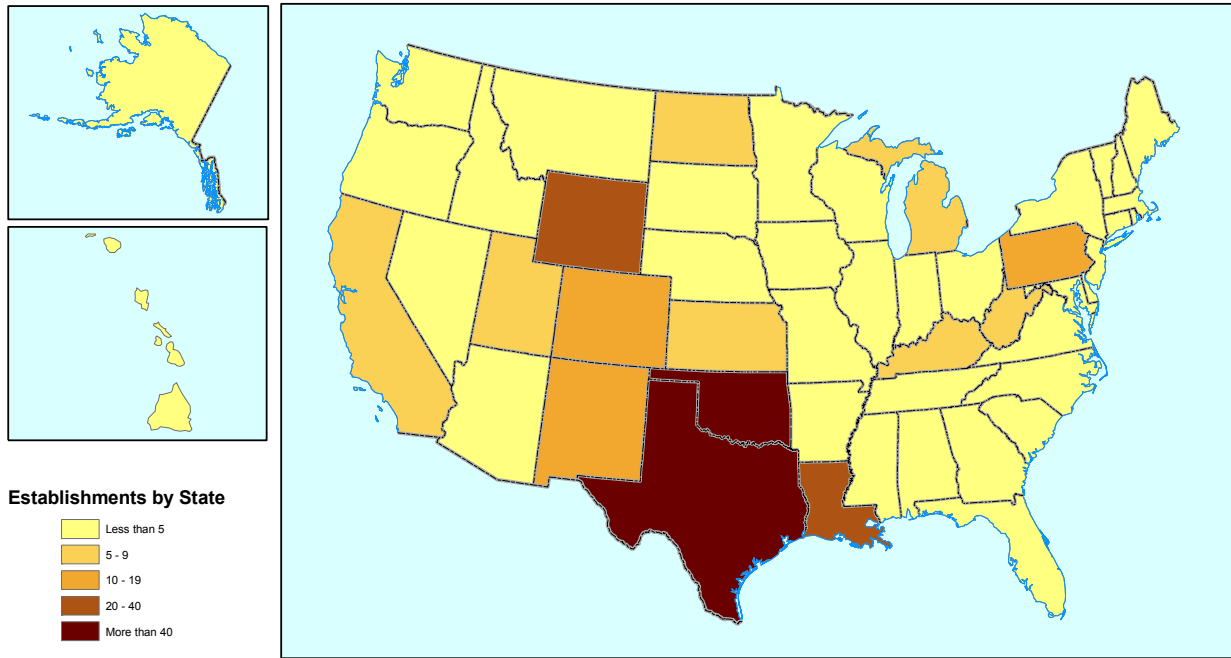 Establishments by State
Less than 5
5 - 9
10 - 19
20 - 40
More than 40